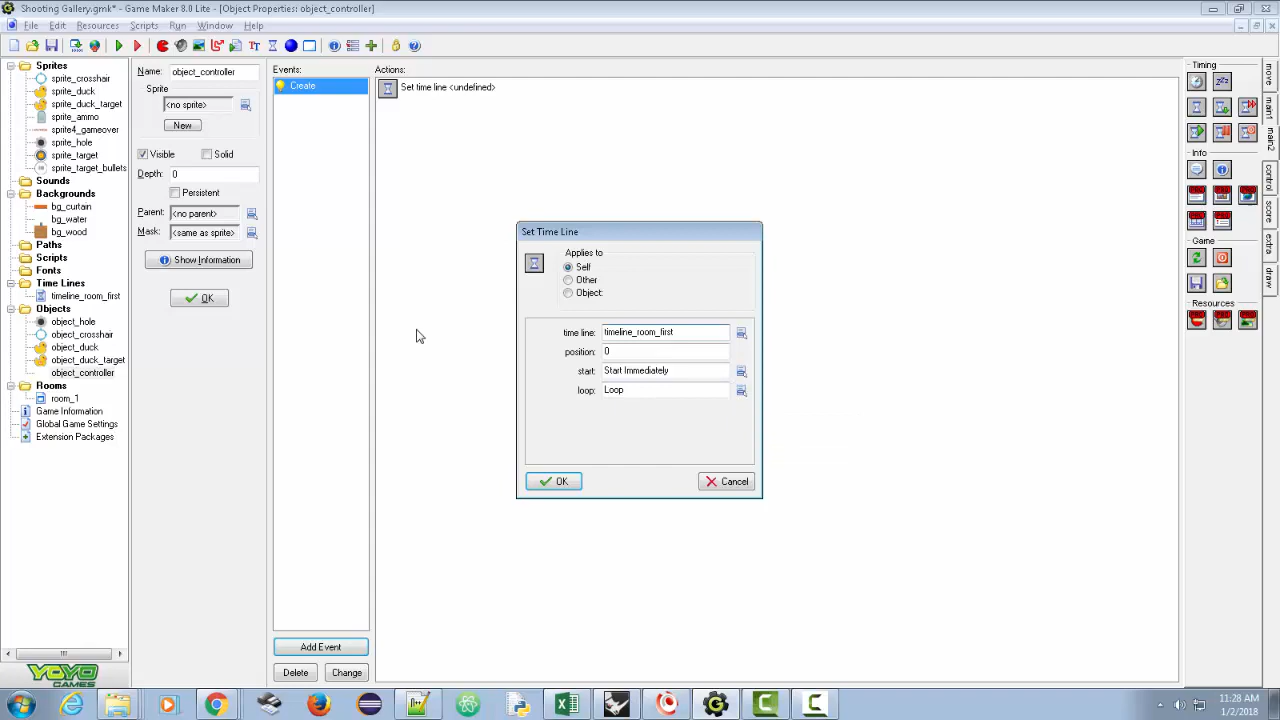 Shooting Gallery.gmk* - Game Maker 8.0 Lite - [Object Properties: object_controller]
File Edit Resources Scripts Run Window Help
Sprites
sprite_crosshair
sprite_duck
sprite_duck_target
sprite_ammo
sprite4_gameover
sprite_hole
sprite_target
sprite_target_bullets
Sounds
Backgrounds
bg_curtain
bg_water
bg_wood
Paths
Scripts
Fonts
Time Lines
timeline_room_first
Objects
object_hole
object_crosshair
object_duck
object_duck_target
object_controller
Rooms
room_1
Game Information
Global Game Settings
Extension Packages
YOYO
GAMES
Name: object_controller
Sprite
<no sprite>
New
Visible Solid
Depth: 0
Persistent
Parent: <no parent>
Mask: <same as sprite>
Show Information
OK
Events:
Create
Add Event
Delete Change
Actions:
Set time line <undefined>
Set Time Line
Applies to
Self
Other
Object:
time line: timeline_room_first
position: 0
start: Start Immediately
loop: Loop
OK Cancel
Timing
Info
Game
Resources
move
main1
main2
control
score
extra
draw
11:28 AM
1/2/2018